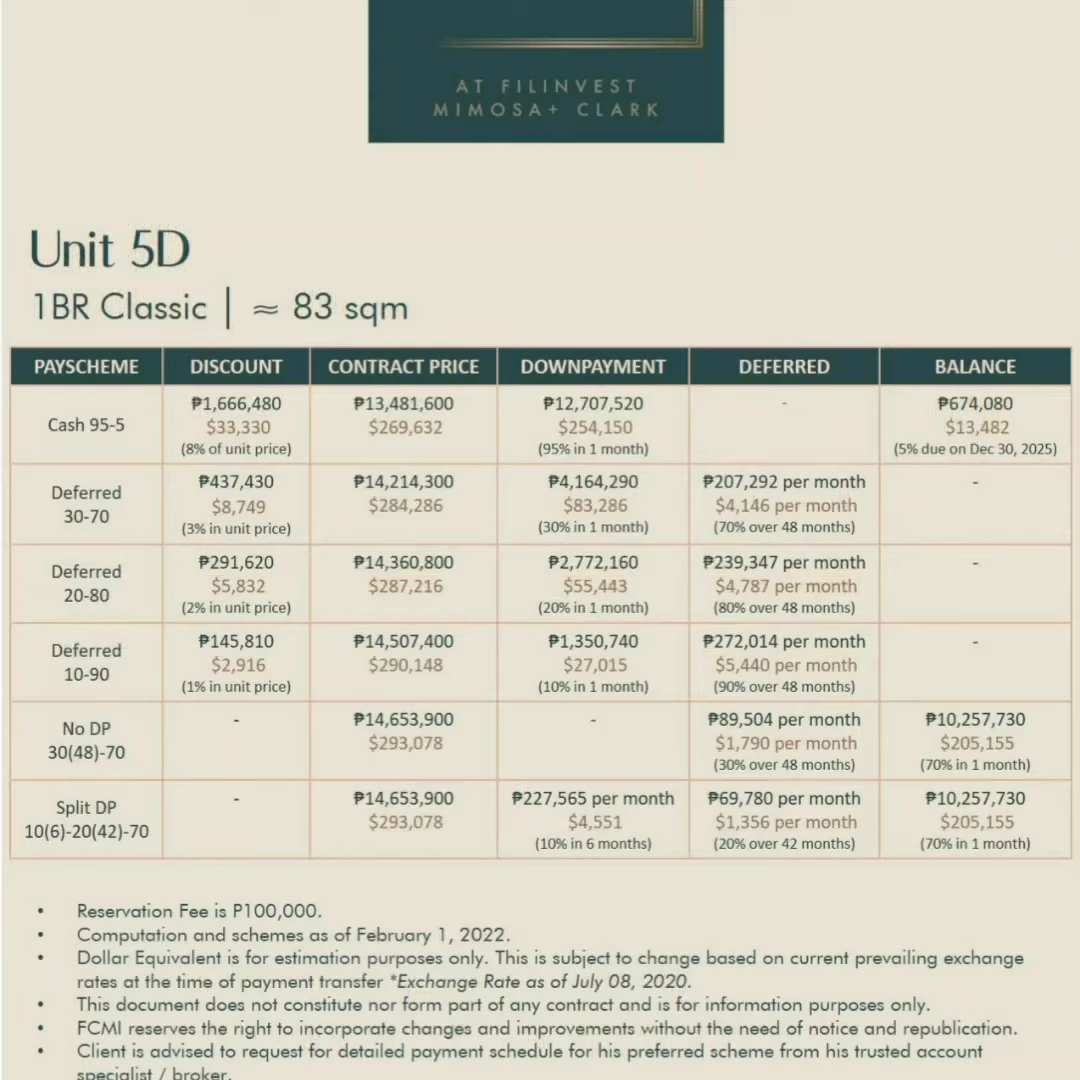 AT FILINVEST
MIMOSA+ CLARK
Unit 5D
1BR Classic | ≈ 83 sqm
PAYSCHEME DISCOUNT CONTRACT PRICE DOWNPAYMENT DEFERRED BALANCE
Cash 95-5 ₱1,666,480 $33,330 (8% of unit price) ₱13,481,600 $269,632 ₱12,707,520 $254,150 (95% in 1 month) - ₱674,080 $13,482 (5% due on Dec 30, 2025)
Deferred 30-70 ₱437,430 $8,749 (3% in unit price) ₱14,214,300 $284,286 ₱4,164,290 $83,286 (30% in 1 month) ₱207,292 per month $4,146 per month (70% over 48 months) -
Deferred 20-80 ₱291,620 $5,832 (2% in unit price) ₱14,360,800 $287,216 ₱2,772,160 $55,443 (20% in 1 month) ₱239,347 per month $4,787 per month (80% over 48 months) -
Deferred 10-90 ₱145,810 $2,916 (1% in unit price) ₱14,507,400 $290,148 ₱1,350,740 $27,015 (10% in 1 month) ₱272,014 per month $5,440 per month (90% over 48 months) -
No DP 30(48)-70 - ₱14,653,900 $293,078 - ₱89,504 per month $1,790 per month (30% over 48 months) ₱10,257,730 $205,155 (70% in 1 month)
Split DP 10(6)-20(42)-70 - ₱14,653,900 $293,078 ₱227,565 per month $4,551 (10% in 6 months) ₱69,780 per month $1,356 per month (20% over 42 months) ₱10,257,730 $205,155 (70% in 1 month)
• Reservation Fee is P100,000.
• Computation and schemes as of February 1, 2022.
• Dollar Equivalent is for estimation purposes only. This is subject to change based on current prevailing exchange
rates at the time of payment transfer *Exchange Rate as of July 08, 2020.
• This document does not constitute nor form part of any contract and is for information purposes only.
• FCMI reserves the right to incorporate changes and improvements without the need of notice and republication.
• Client is advised to request for detailed payment schedule for his preferred scheme from his trusted account
specialist / broker.